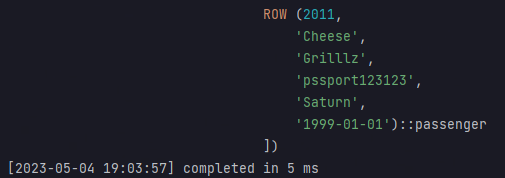 ROW (2011,
'Cheese',
'Grilllz',
'pssport123123',
'Saturn',
'1999-01-01')::passenger
])
[2023-05-04 19:03:57] completed in 5 ms